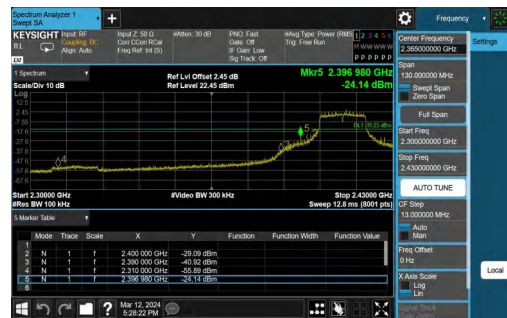 Spectrum Analyzer 1
Swept SA
+
Frequency
KEYSIGHT
RL
Input: RF
Coupling: DC
Align: Auto
Input Z: 50 Ω
Corr CCorr RCal
Freq Ref: Int (S)
#Atten: 30 dB
PNO: Fast
Gate: Off
IF Gain: Low
Sig Track: Off
#Avg Type: Power (RMS
Trig: Free Run
1 2 3 4 5 6
M W W W W W
P P P P P P
Center Frequency
2.365000000 GHz
Settings
LVI
1 Spectrum
Scale/Div 10 dB
Ref Lvl Offset 2.45 dB
Ref Level 22.45 dBm
Mkr5 2.396 980 GHz
-24.14 dBm
Log
12.5
2.45
-7.55
-17.6
-27.6
-37.6
-47.6
-57.6
-67.6
Start 2.30000 GHz
#Res BW 100 kHz
#Video BW 300 kHz
Stop 2.43000 GHz
Sweep 12.8 ms (8001 pts)
Span
130.000000 MHz
Swept Span
Zero Span
Full Span
Start Freq
2.300000000 GHz
Stop Freq
2.430000000 GHz
AUTO TUNE
CF Step
13.000000 MHz
Auto
Man
Freq Offset
0 Hz
X Axis Scale
Log
Lin
Signal Track
Local
5 Marker Table
Mode Trace Scale X Y Function Function Width Function Value
1
2 N 1 f 2.400 000 GHz -29.09 dBm
3 N 1 f 2.390 000 GHz -40.92 dBm
4 N 1 f 2.310 000 GHz -55.89 dBm
5 N 1 f 2.396 980 GHz -24.14 dBm
6
?
Mar 12, 2024
5:28:22 PM